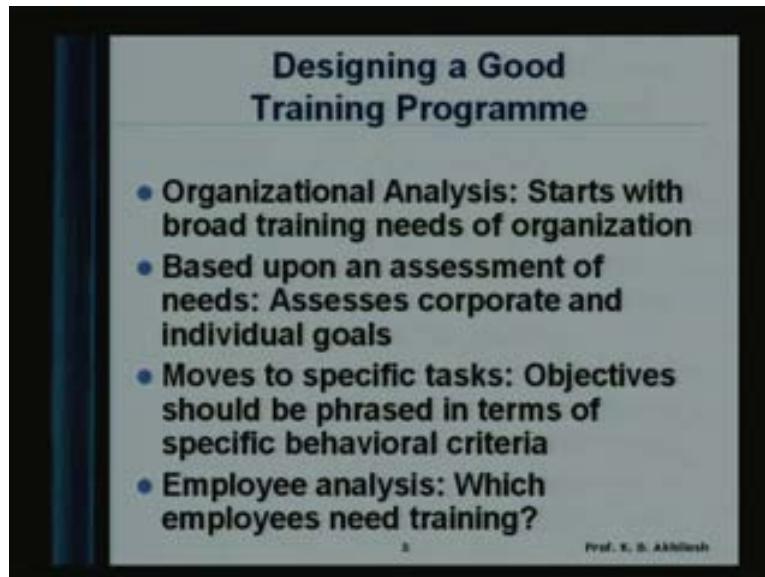 Designing a Good
Training Programme
• Organizational Analysis: Starts with
broad training needs of organization
• Based upon an assessment of
needs: Assesses corporate and
individual goals
• Moves to specific tasks: Objectives
should be phrased in terms of
specific behavioral criteria
• Employee analysis: Which
employees need training?
Prof. K. B. Akhilesh